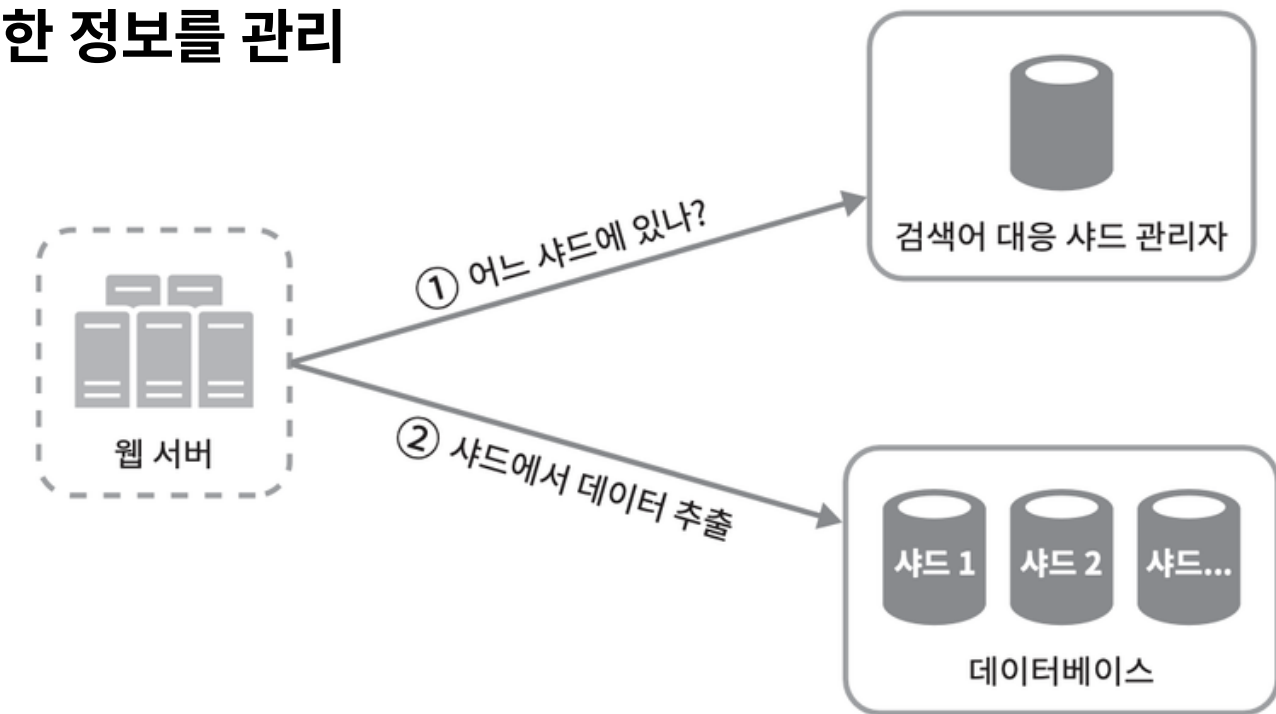 한 정보를 관리
검색어 대응 샤드 관리자
① 어느 샤드에 있나?
웹 서버
② 샤드에서 데이터 추출
샤드 1
샤드 2
샤드...
데이터베이스